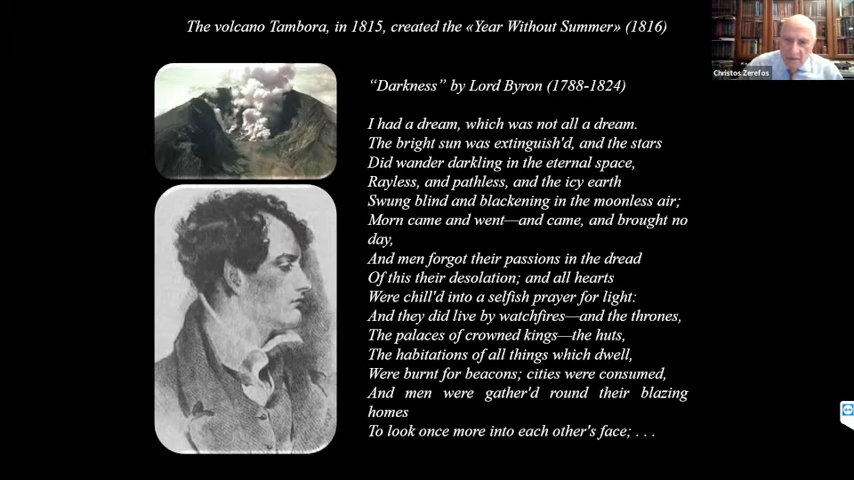 The volcano Tambora, in 1815, created the «Year Without Summer» (1816)
Christos Zerefos
“Darkness” by Lord Byron (1788-1824)
I had a dream, which was not all a dream.
The bright sun was extinguish'd, and the stars
Did wander darkling in the eternal space,
Rayless, and pathless, and the icy earth
Swung blind and blackening in the moonless air;
Morn came and went—and came, and brought no
day,
And men forgot their passions in the dread
Of this their desolation; and all hearts
Were chill'd into a selfish prayer for light:
And they did live by watchfires—and the thrones,
The palaces of crowned kings—the huts,
The habitations of all things which dwell,
Were burnt for beacons; cities were consumed,
And men were gather'd round their blazing
homes
To look once more into each other's face; . . .